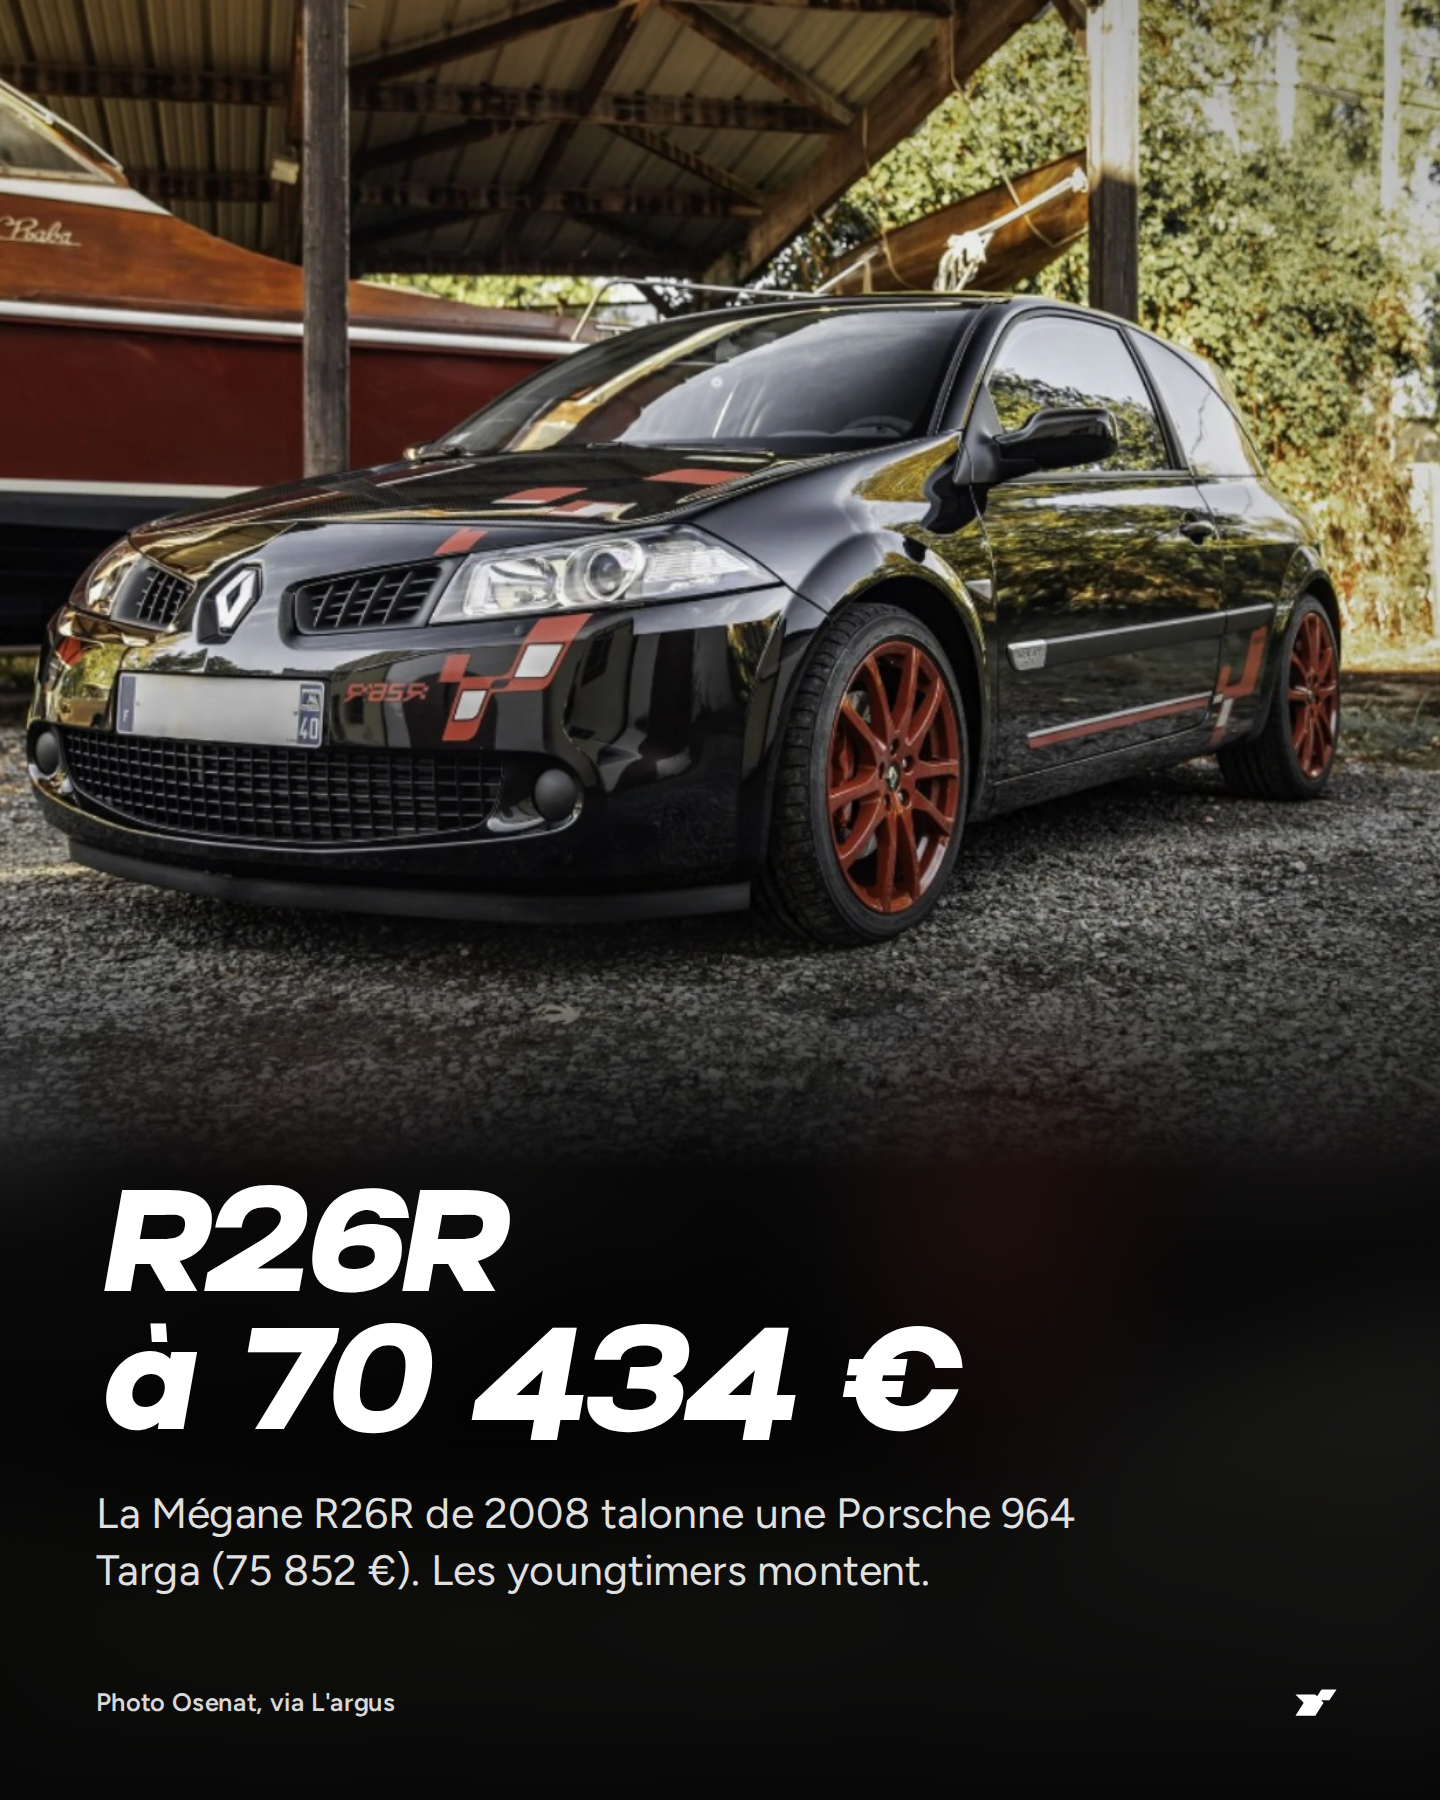 F
40
R26R
à 70 434 €
La Mégane R26R de 2008 talonne une Porsche 964
Targa (75 852 €). Les youngtimers montent.
Photo Osenat, via L'argus